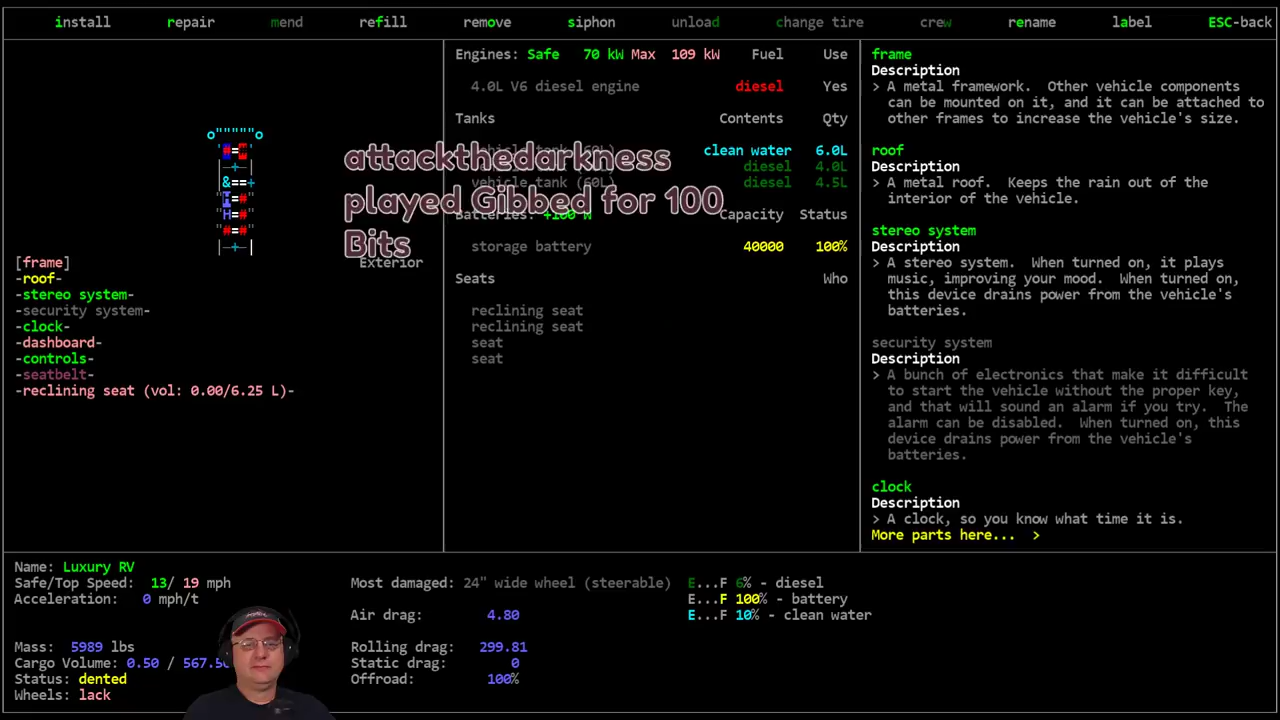 install repair mend refill remove siphon unload change tire crew rename label ESC-back
Engines: Safe 70 kW Max 109 kW Fuel Use
4.0L V6 diesel engine diesel Yes
Tanks Contents Qty
clean water 6.0L
diesel 4.0L
vehicle tank (60L) diesel 4.5L
Batteries: +100 W Capacity Status
storage battery 40000 100%
Seats Who
reclining seat
reclining seat
seat
seat
attackthedarkness
played Gibbed for 100
Bits
Exterior
[frame]
-roof-
-stereo system-
-security system-
-clock-
-dashboard-
-controls-
-seatbelt-
-reclining seat (vol: 0.00/6.25 L)-
frame
Description
> A metal framework. Other vehicle components
can be mounted on it, and it can be attached to
other frames to increase the vehicle's size.
roof
Description
> A metal roof. Keeps the rain out of the
interior of the vehicle.
stereo system
Description
> A stereo system. When turned on, it plays
music, improving your mood. When turned on,
this device drains power from the vehicle's
batteries.
security system
Description
> A bunch of electronics that make it difficult
to start the vehicle without the proper key,
and that will sound an alarm if you try. The
alarm can be disabled. When turned on, this
device drains power from the vehicle's
batteries.
clock
Description
> A clock, so you know what time it is.
More parts here... >
Name: Luxury RV
Safe/Top Speed: 13/ 19 mph
Acceleration: 0 mph/t
Mass: 5989 lbs
Cargo Volume: 0.50 / 567.50
Status: dented
Wheels: lack
Most damaged: 24" wide wheel (steerable)
Air drag: 4.80
Rolling drag: 299.81
Static drag: 0
Offroad: 100%
E...F 6% - diesel
E...F 100% - battery
E...F 10% - clean water